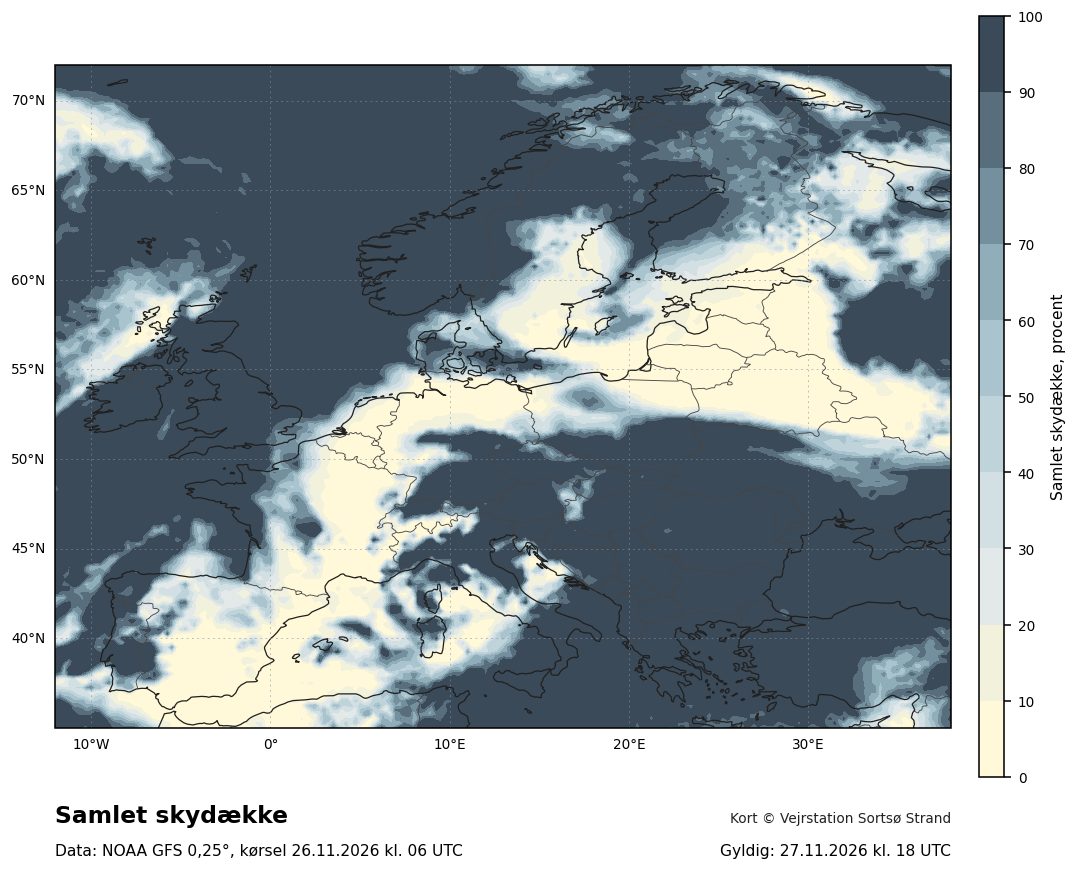 100
90
80
70
60
50
40
30
20
10
0
Samlet skydække, procent
70°N
65°N
60°N
55°N
50°N
45°N
40°N
10°W
0°
10°E
20°E
30°E
Samlet skydække
Kort © Vejrstation Sortsø Strand
Data: NOAA GFS 0,25°, kørsel 26.11.2026 kl. 06 UTC
Gyldig: 27.11.2026 kl. 18 UTC